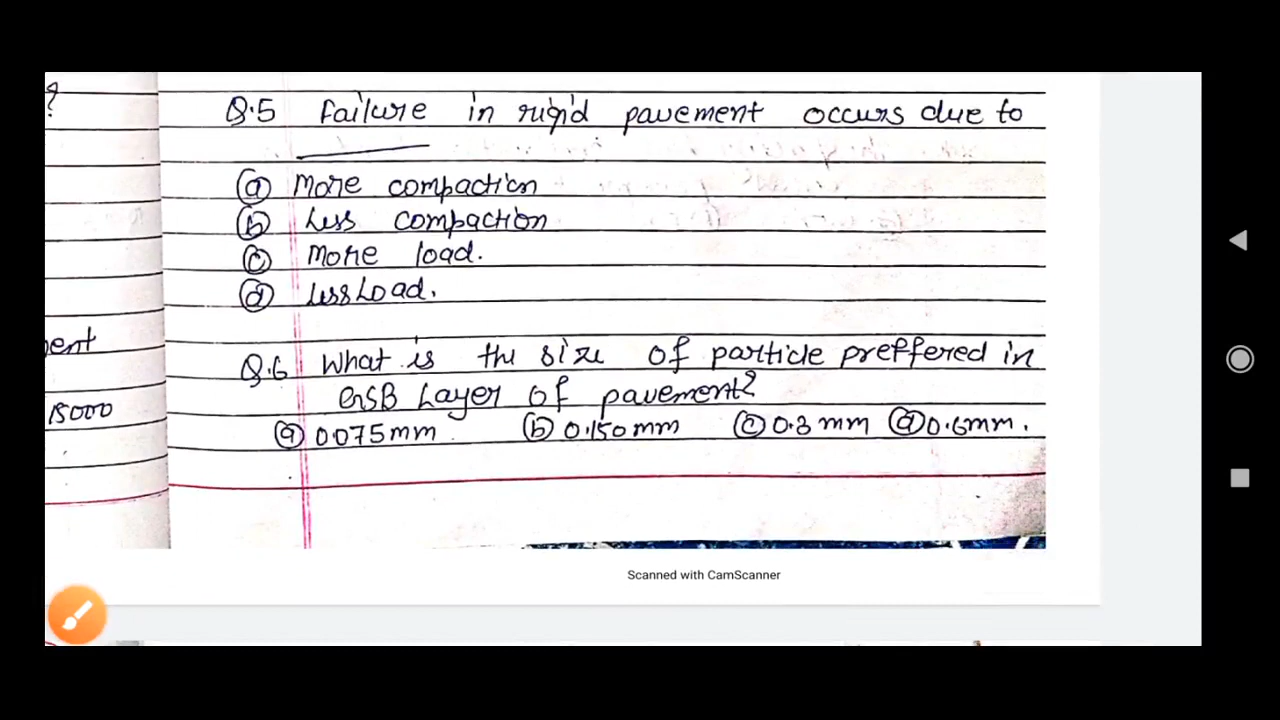 ?
Q.5 Failure in rigid pavement occurs due to
(a) More compaction
(b) Less compaction
(c) More load.
(d) Less Load.
ent
15000
Q.6 What is the size of particle preffered in
GSB Layer of pavement?
(a) 0.075mm (b) 0.150mm (c) 0.3 mm (d) 0.6mm.
Scanned with CamScanner